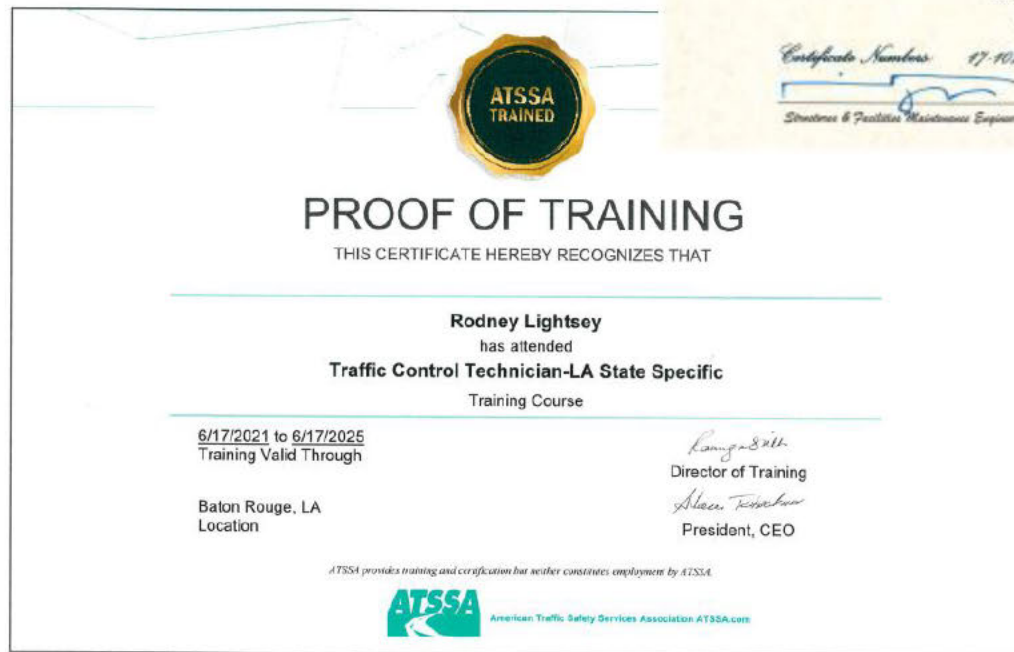 Certificate Numbers 17-10
Structures & Facilities Maintenance Engineer
ATSSA
TRAINED
PROOF OF TRAINING
THIS CERTIFICATE HEREBY RECOGNIZES THAT
Rodney Lightsey
has attended
Traffic Control Technician-LA State Specific
Training Course
6/17/2021 to 6/17/2025
Training Valid Through
Director of Training
Baton Rouge, LA
Location
President, CEO
ATSSA provides training and certification but neither constitutes employment by ATSSA.
ATSSA
American Traffic Safety Services Association ATSSA.com